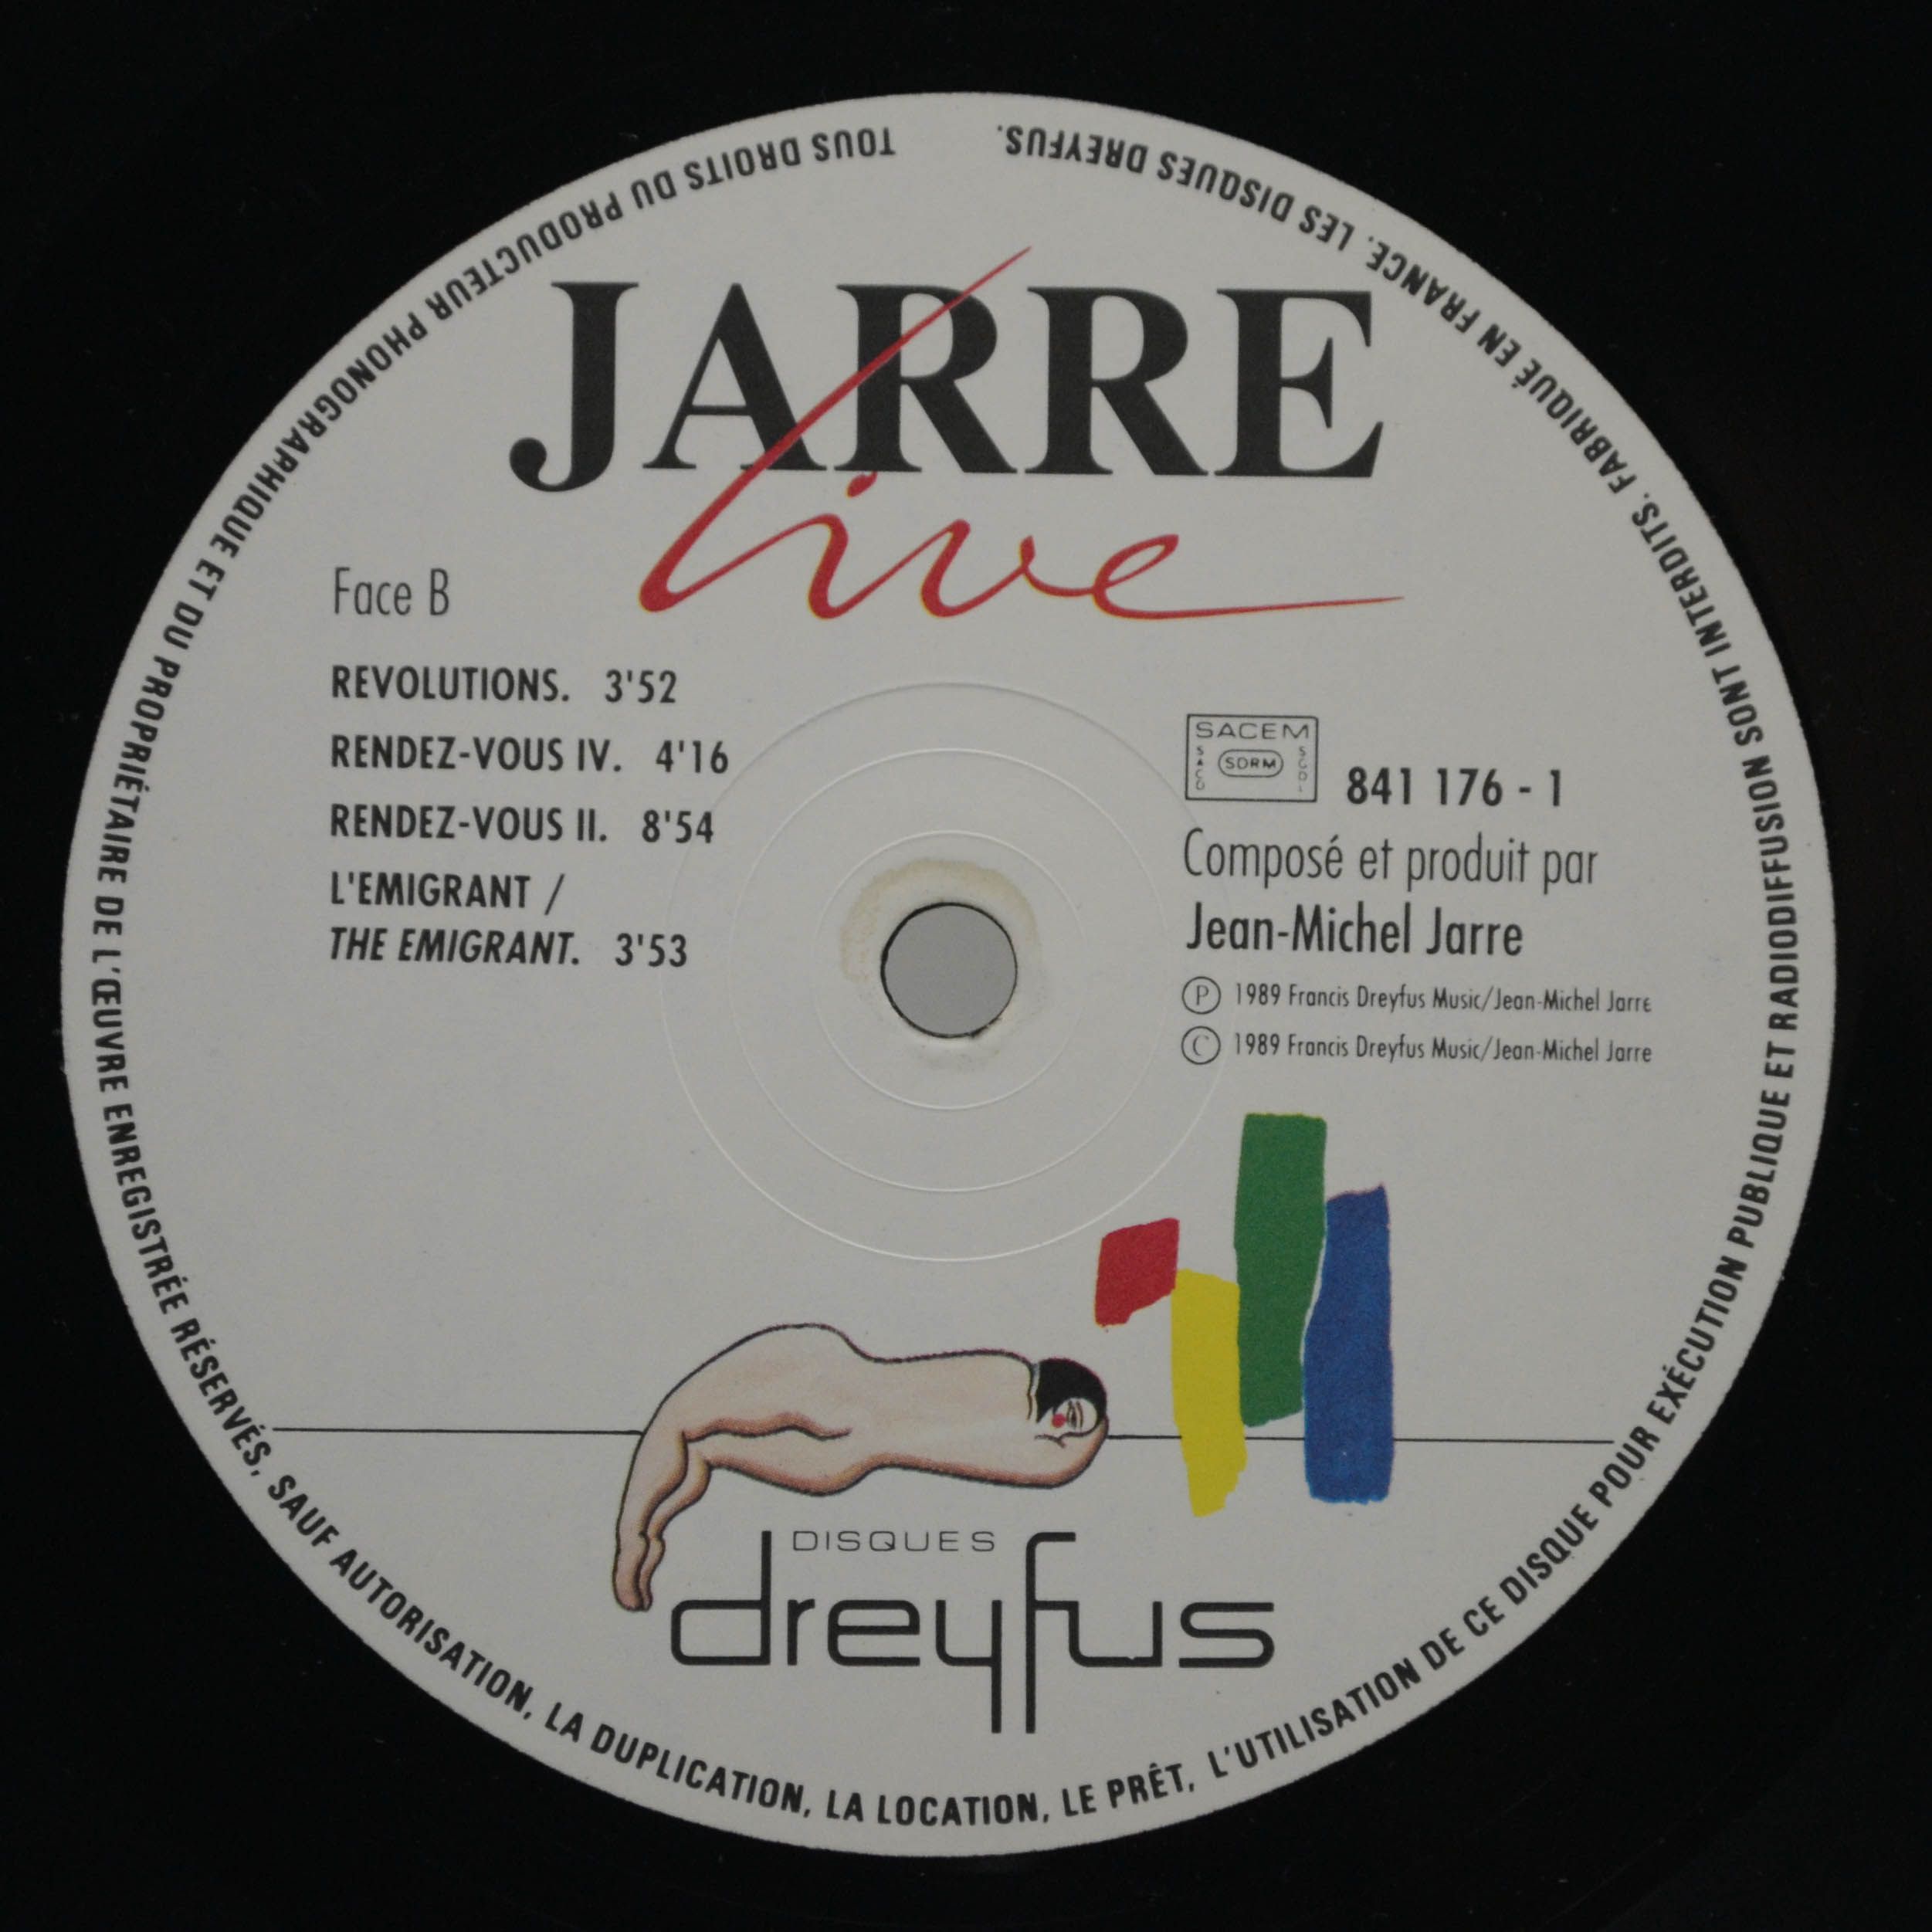 TOUS DROITS DU PRODUCTEUR PHONOGRAPHIQUE ET DU PROPRIÉTAIRE DE L'ŒUVRE ENREGISTRÉE RÉSERVÉS, SAUF AUTORISATION, LA DUPLICATION, LA LOCATION, LE PRÊT, L'UTILISATION DE CE DISQUE POUR EXÉCUTION PUBLIQUE ET RADIODIFFUSION SONT INTERDITS. FABRIQUÉ EN FRANCE. LES DISQUES DREYFUS.
JARRE
live
Face B
REVOLUTIONS. 3'52
RENDEZ-VOUS IV. 4'16
RENDEZ-VOUS II. 8'54
L'EMIGRANT /
THE EMIGRANT. 3'53
SACEM
SACD
SDRM
SGDL
841 176 - 1
Composé et produit par
Jean-Michel Jarre
Ⓟ 1989 Francis Dreyfus Music/Jean-Michel Jarre
© 1989 Francis Dreyfus Music/Jean-Michel Jarre
DISQUES
dreyfus